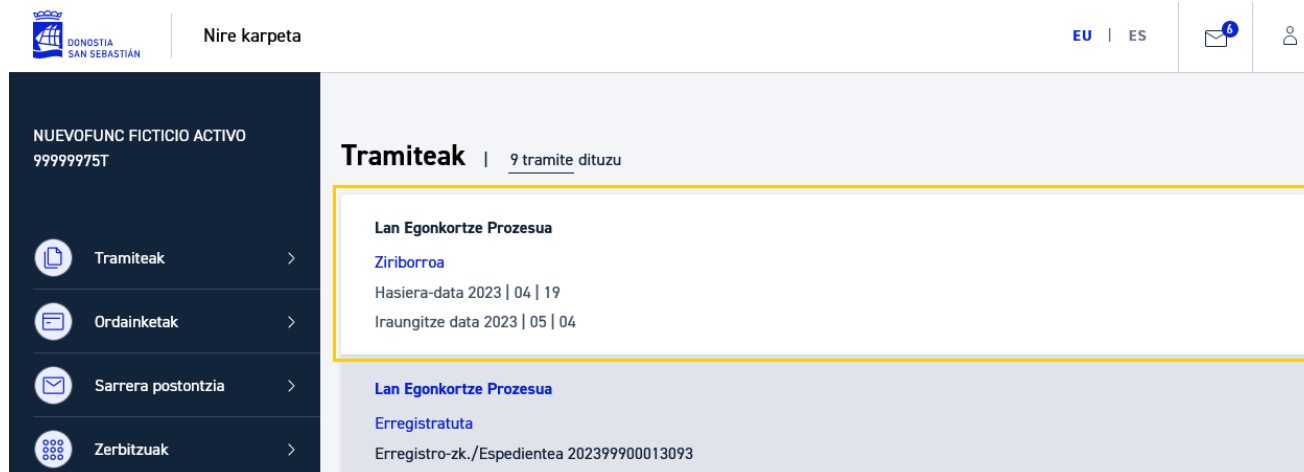 DONOSTIA
SAN SEBASTIÁN
Nire karpeta
EU | ES
6
NUEVOFUNC FICTICIO ACTIVO
99999975T
Tramiteak
Ordainketak
Sarrera postontzia
Zerbitzuak
Tramiteak | 9 tramite dituzu
Lan Egonkortze Prozesua
Ziriborroa
Hasiera-data 2023 | 04 | 19
Iraungitze data 2023 | 05 | 04
Lan Egonkortze Prozesua
Erregistratuta
Erregistro-zk./Espedientea 202399900013093